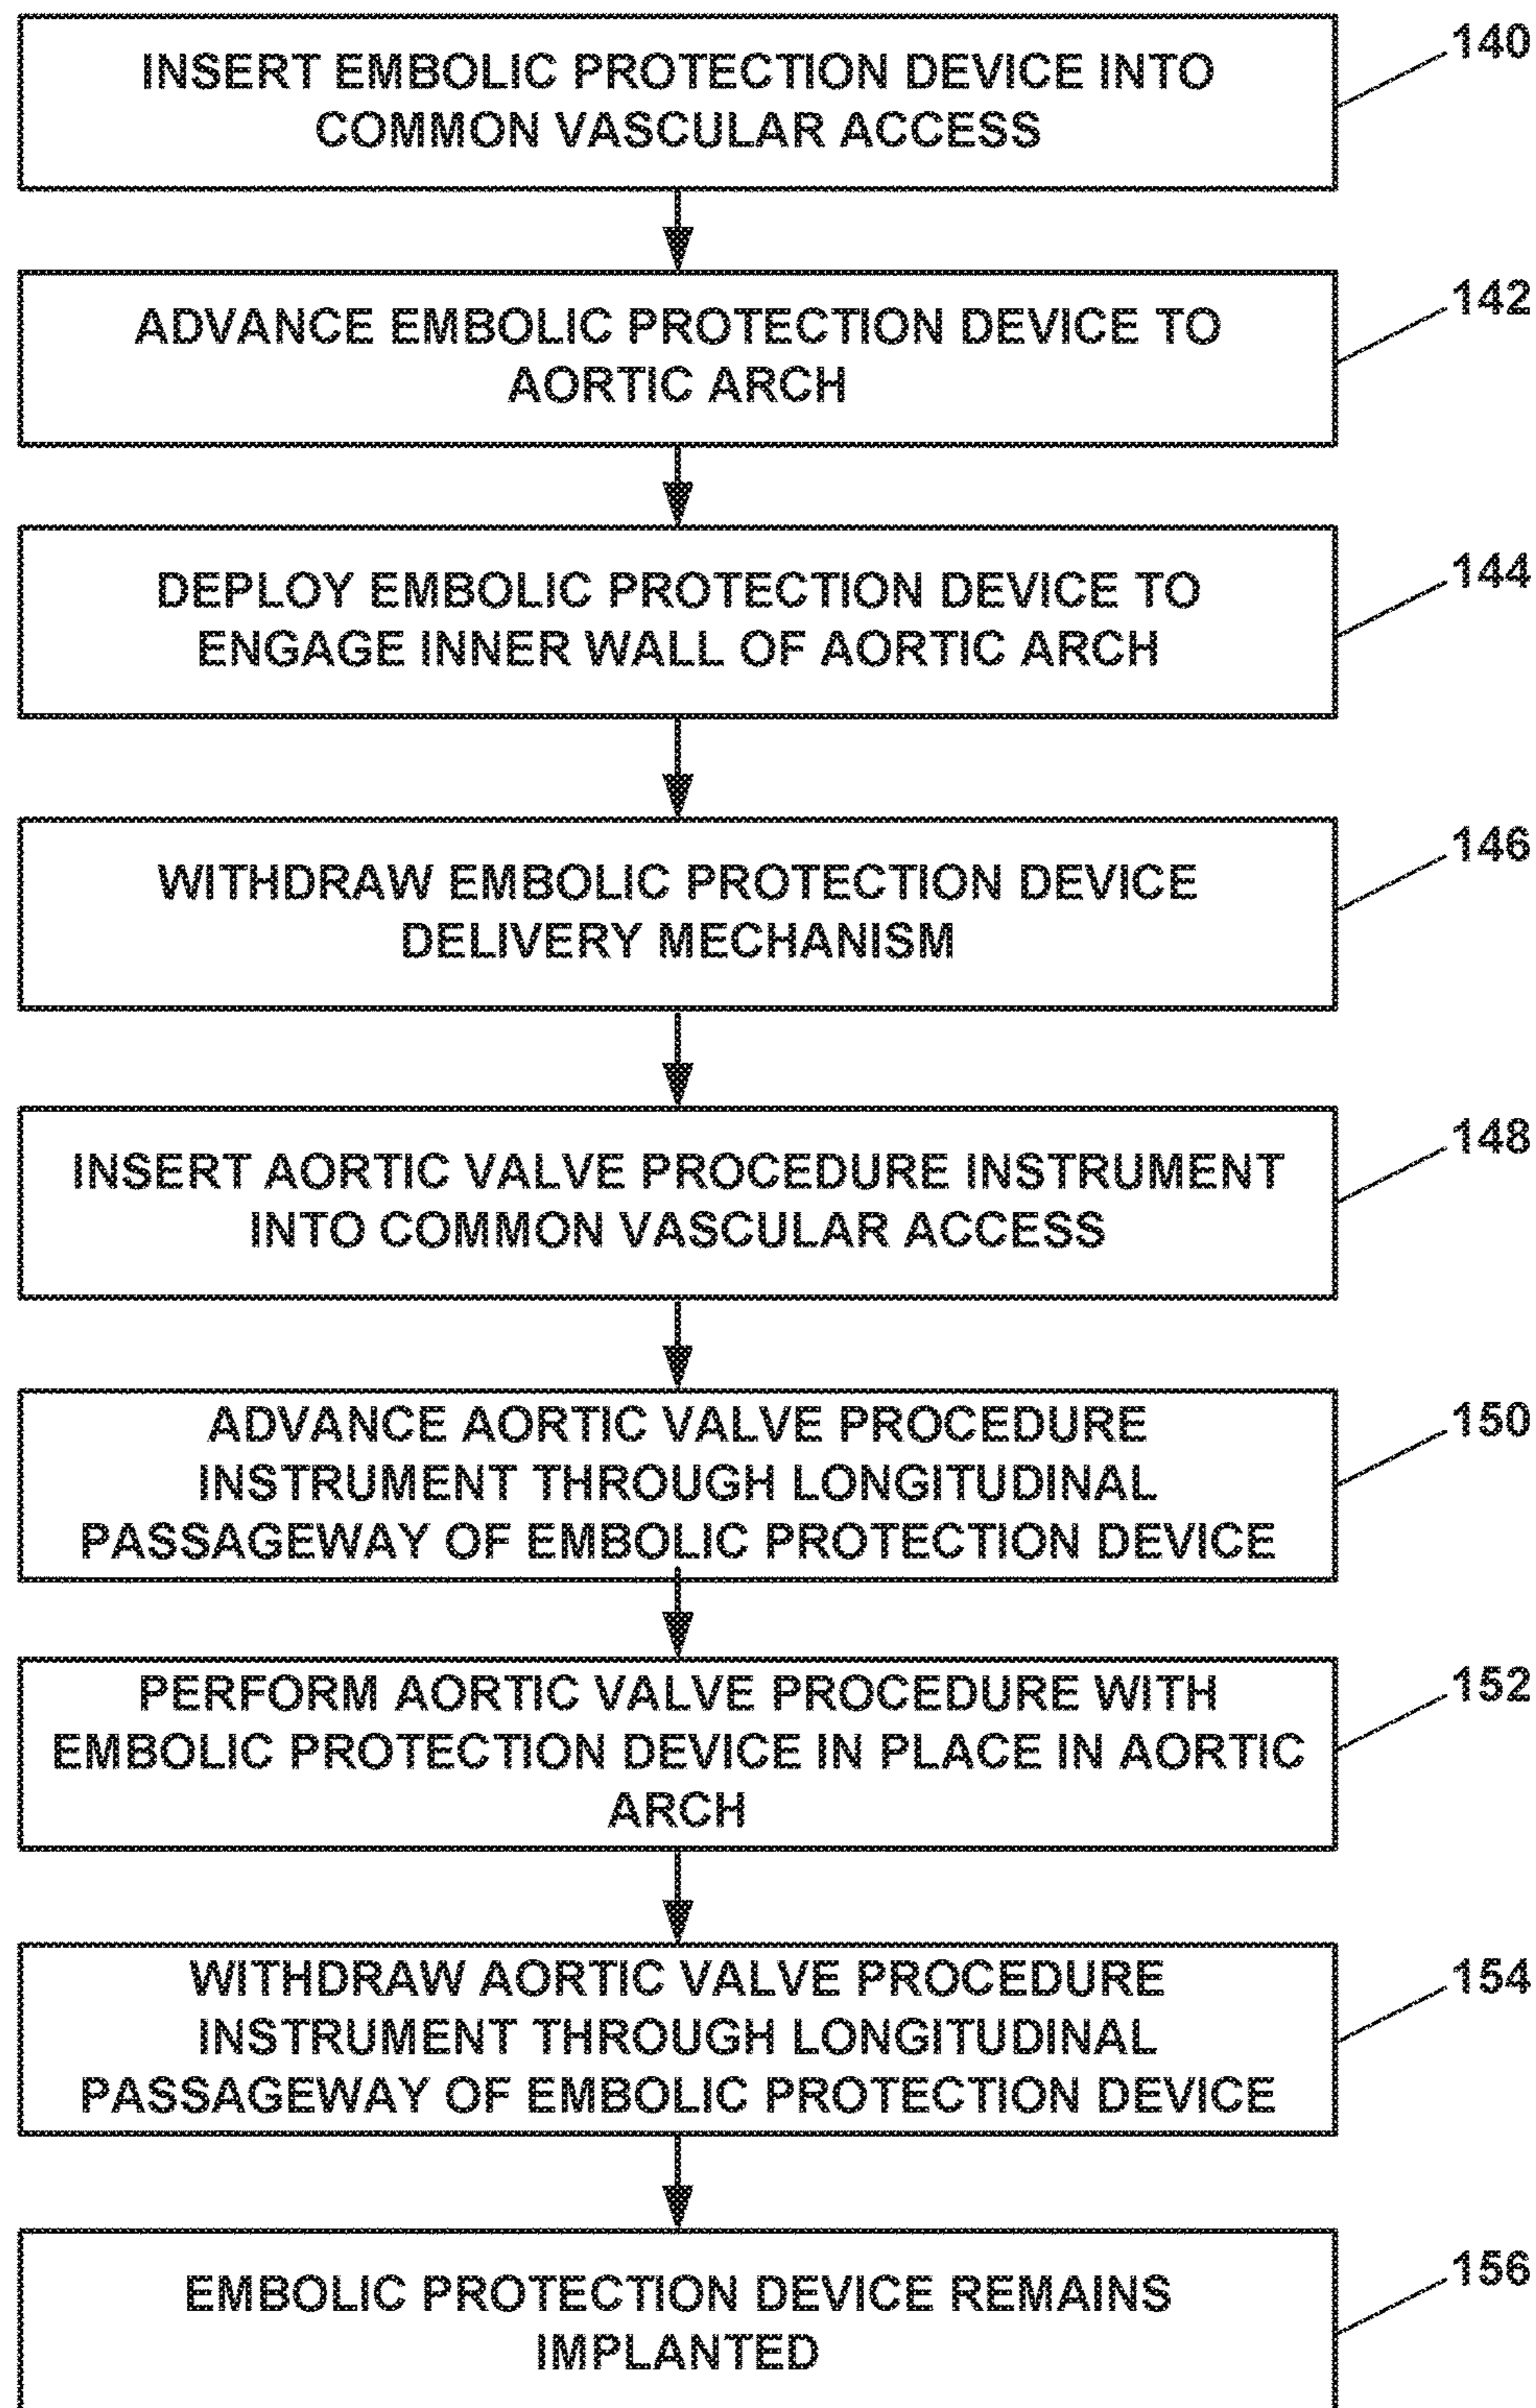 INSERT EMBOLIC PROTECTION DEVICE INTO
COMMON VASCULAR ACCESS
140
ADVANCE EMBOLIC PROTECTION DEVICE TO
AORTIC ARCH
142
DEPLOY EMBOLIC PROTECTION DEVICE TO
ENGAGE INNER WALL OF AORTIC ARCH
144
WITHDRAW EMBOLIC PROTECTION DEVICE
DELIVERY MECHANISM
146
INSERT AORTIC VALVE PROCEDURE INSTRUMENT
INTO COMMON VASCULAR ACCESS
148
ADVANCE AORTIC VALVE PROCEDURE
INSTRUMENT THROUGH LONGITUDINAL
PASSAGEWAY OF EMBOLIC PROTECTION DEVICE
150
PERFORM AORTIC VALVE PROCEDURE WITH
EMBOLIC PROTECTION DEVICE IN PLACE IN AORTIC
ARCH
152
WITHDRAW AORTIC VALVE PROCEDURE
INSTRUMENT THROUGH LONGITUDINAL
PASSAGEWAY OF EMBOLIC PROTECTION DEVICE
154
EMBOLIC PROTECTION DEVICE REMAINS
IMPLANTED
156